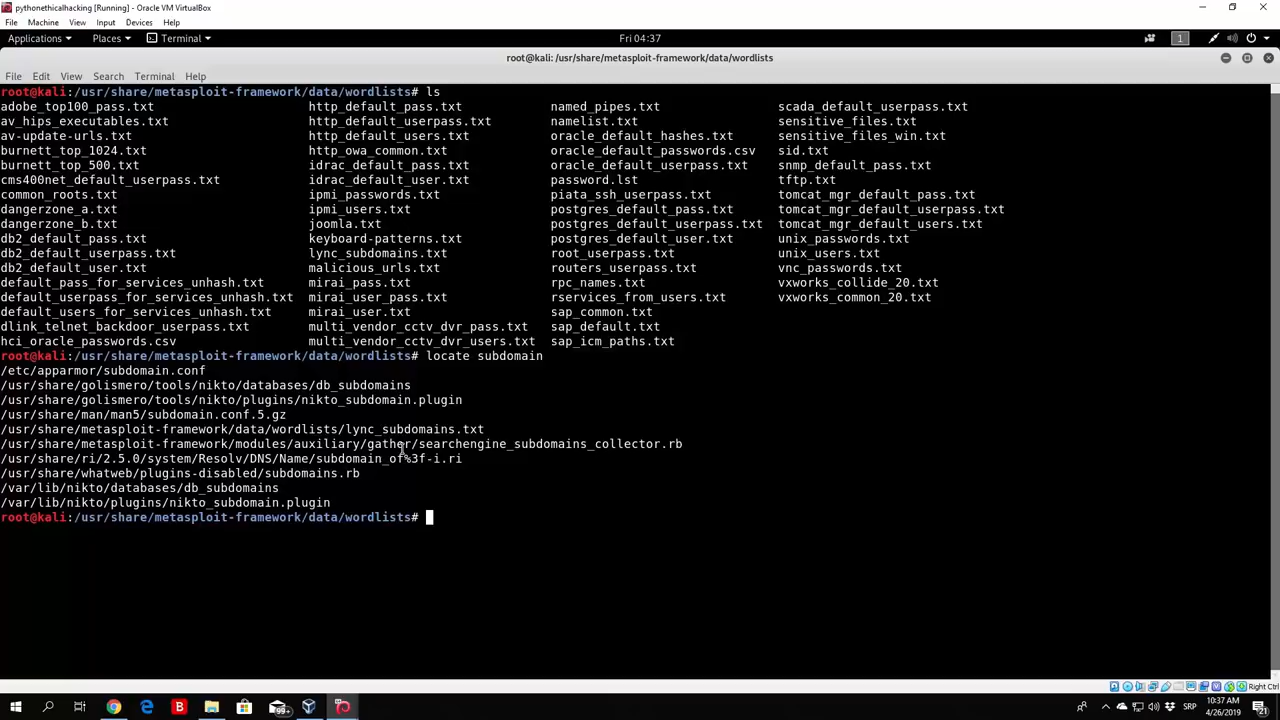 pythonethicalhacking [Running] - Oracle VM VirtualBox
File Machine View Input Devices Help
Applications Places Terminal Fri 04:37 1
root@kali: /usr/share/metasploit-framework/data/wordlists
File Edit View Search Terminal Help
root@kali:/usr/share/metasploit-framework/data/wordlists# ls
adobe_top100_pass.txt http_default_pass.txt named_pipes.txt scada_default_userpass.txt
av_hips_executables.txt http_default_userpass.txt namelist.txt sensitive_files.txt
av-update-urls.txt http_default_users.txt oracle_default_hashes.txt sensitive_files_win.txt
burnett_top_1024.txt http_owa_common.txt oracle_default_passwords.csv sid.txt
burnett_top_500.txt idrac_default_pass.txt oracle_default_userpass.txt snmp_default_pass.txt
cms400net_default_userpass.txt idrac_default_user.txt password.lst tftp.txt
common_roots.txt ipmi_passwords.txt piata_ssh_userpass.txt tomcat_mgr_default_pass.txt
dangerzone_a.txt ipmi_users.txt postgres_default_pass.txt tomcat_mgr_default_userpass.txt
dangerzone_b.txt joomla.txt postgres_default_userpass.txt tomcat_mgr_default_users.txt
db2_default_pass.txt keyboard-patterns.txt postgres_default_user.txt unix_passwords.txt
db2_default_userpass.txt lync_subdomains.txt root_userpass.txt unix_users.txt
db2_default_user.txt malicious_urls.txt routers_userpass.txt vnc_passwords.txt
default_pass_for_services_unhash.txt mirai_pass.txt rpc_names.txt vxworks_collide_20.txt
default_userpass_for_services_unhash.txt mirai_user_pass.txt rservices_from_users.txt vxworks_common_20.txt
default_users_for_services_unhash.txt mirai_user.txt sap_common.txt
dlink_telnet_backdoor_userpass.txt multi_vendor_cctv_dvr_pass.txt sap_default.txt
hci_oracle_passwords.csv multi_vendor_cctv_dvr_users.txt sap_icm_paths.txt
root@kali:/usr/share/metasploit-framework/data/wordlists# locate subdomain
/etc/apparmor/subdomain.conf
/usr/share/golismero/tools/nikto/databases/db_subdomains
/usr/share/golismero/tools/nikto/plugins/nikto_subdomain.plugin
/usr/share/man/man5/subdomain.conf.5.gz
/usr/share/metasploit-framework/data/wordlists/lync_subdomains.txt
/usr/share/metasploit-framework/modules/auxiliary/gather/searchengine_subdomains_collector.rb
/usr/share/ri/2.5.0/system/Resolv/DNS/Name/subdomain_of%3f-i.ri
/usr/share/whatweb/plugins-disabled/subdomains.rb
/var/lib/nikto/databases/db_subdomains
/var/lib/nikto/plugins/nikto_subdomain.plugin
root@kali:/usr/share/metasploit-framework/data/wordlists#
Right Ctrl
99+ SRP 10:37 AM
4/26/2019 21